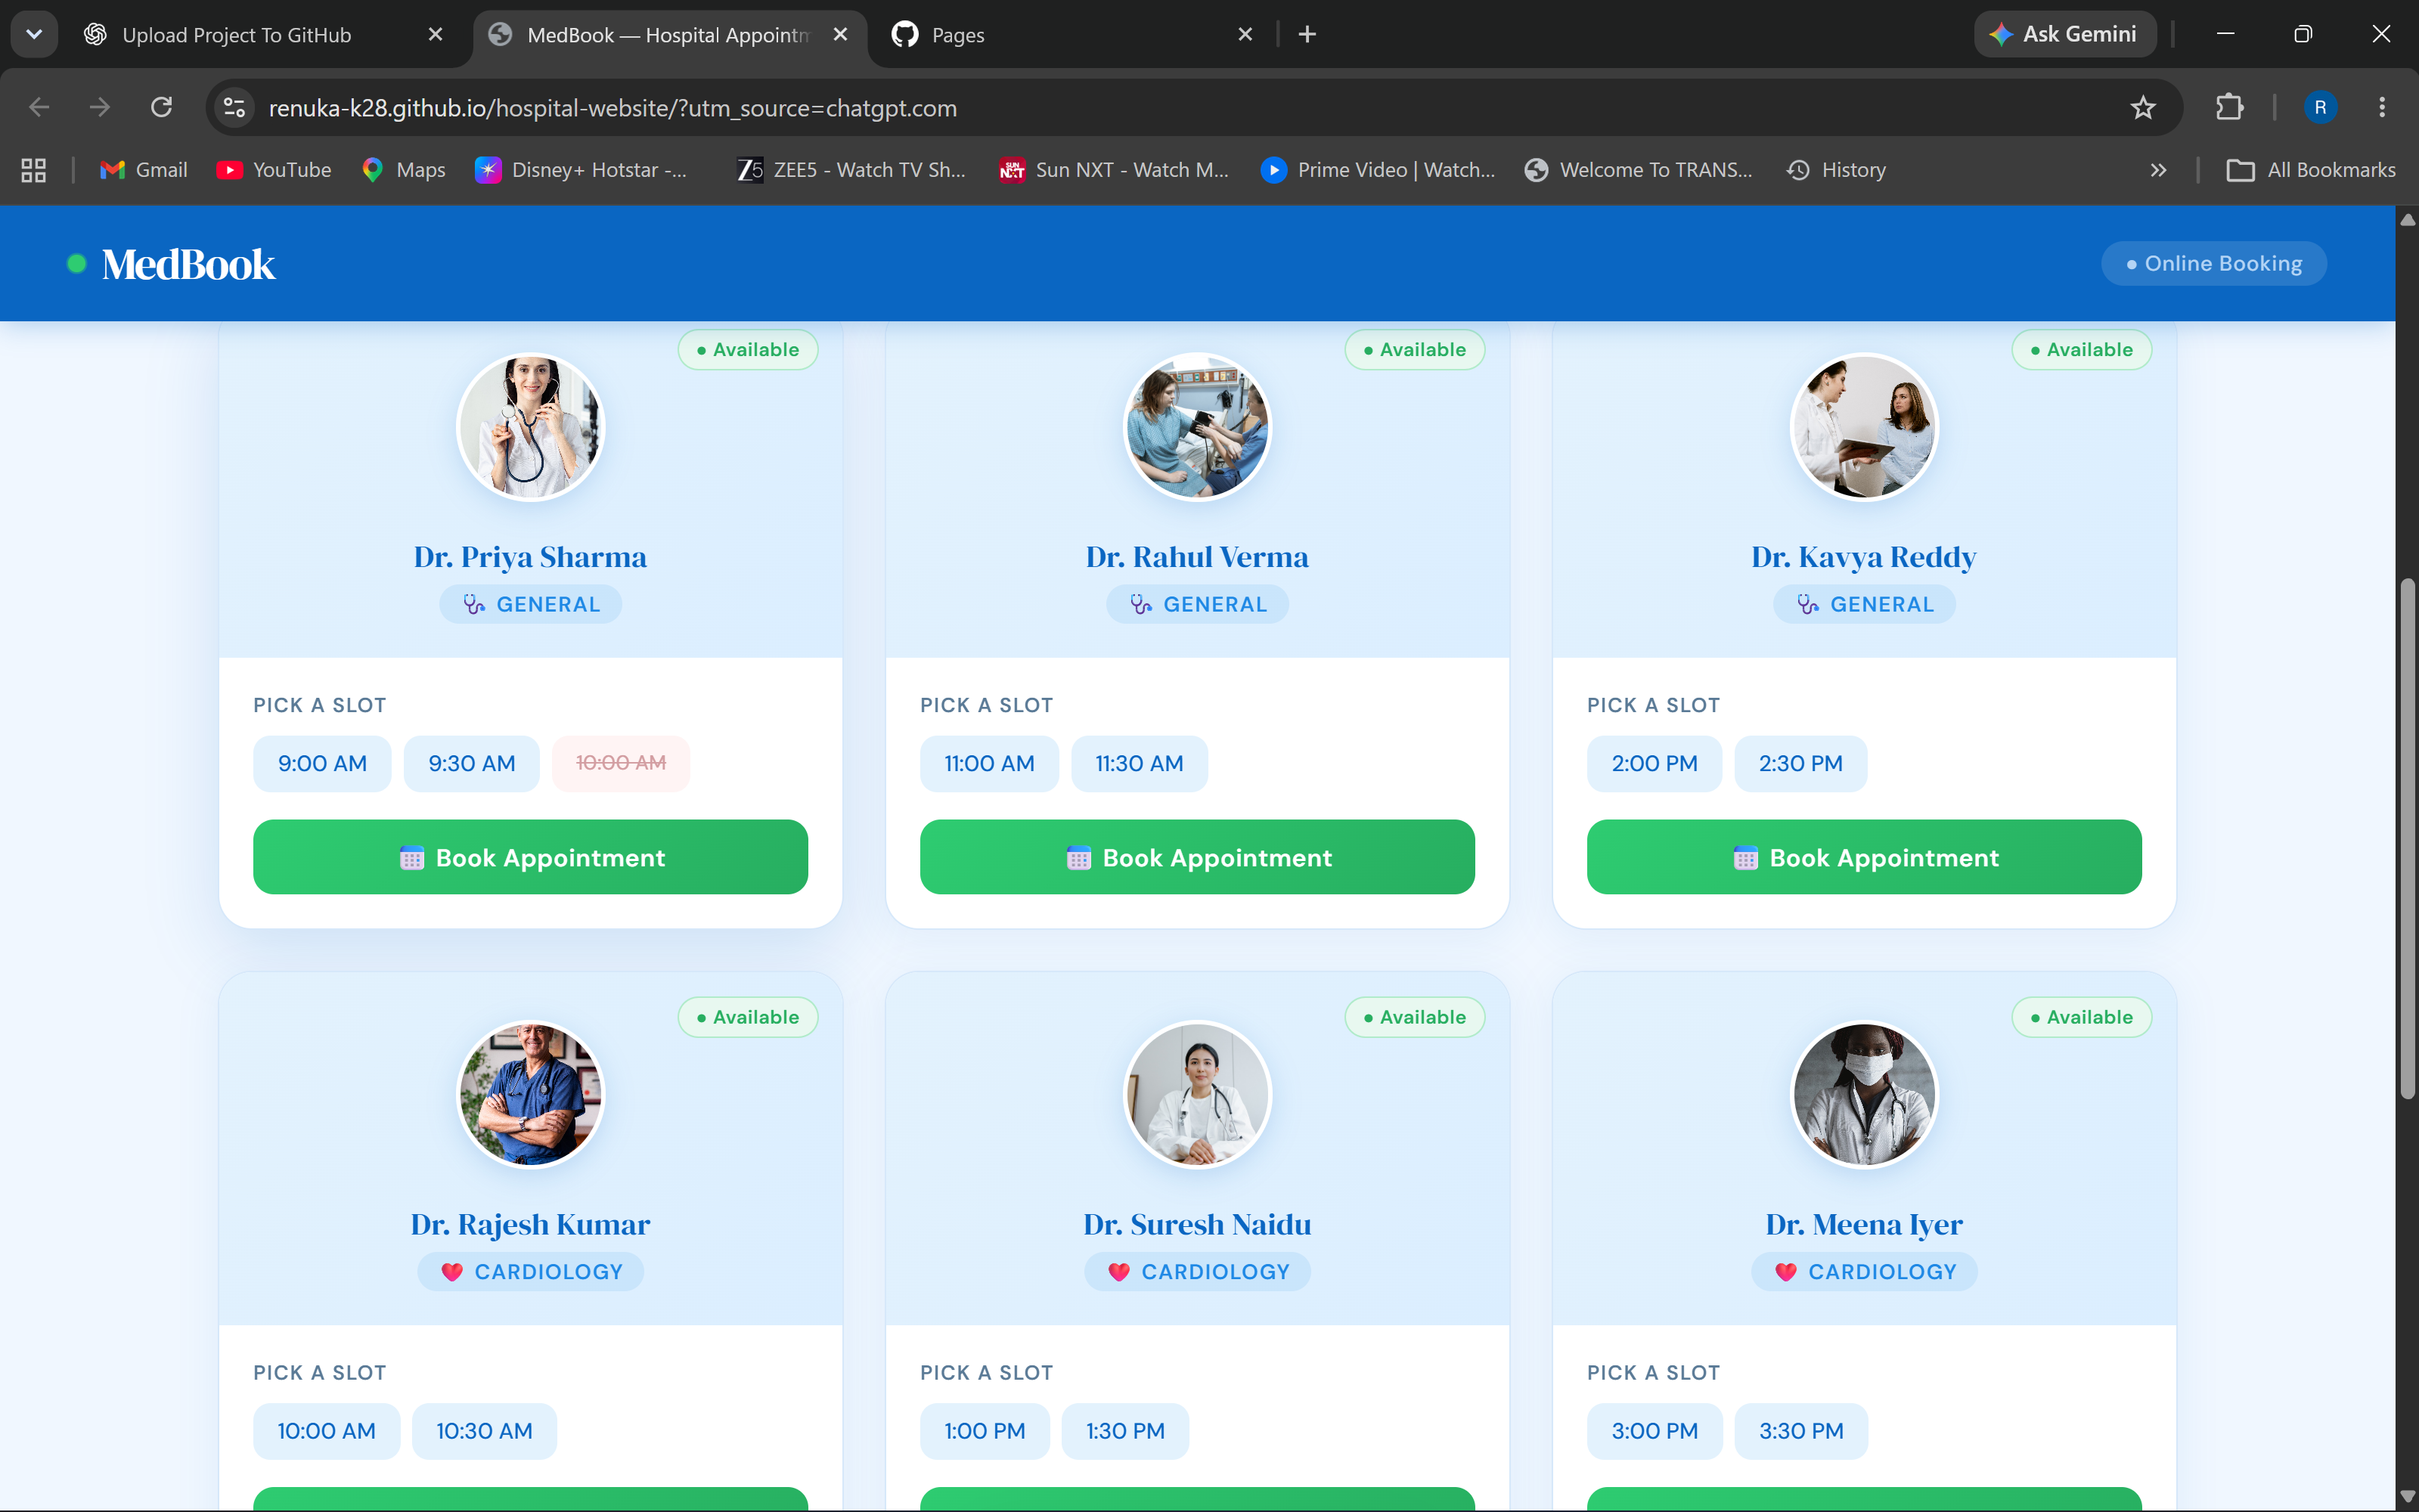 Upload Project To GitHub
MedBook — Hospital Appointm
Pages
Ask Gemini
renuka-k28.github.io/hospital-website/?utm_source=chatgpt.com
R
Gmail
YouTube
Maps
Disney+ Hotstar -...
Z5
ZEE5 - Watch TV Sh...
SUN NXT
Sun NXT - Watch M...
Prime Video | Watch...
Welcome To TRANS...
History
All Bookmarks
MedBook
Online Booking
Available
Available
Available
Dr. Priya Sharma
Dr. Rahul Verma
Dr. Kavya Reddy
GENERAL
GENERAL
GENERAL
PICK A SLOT
PICK A SLOT
PICK A SLOT
9:00 AM 9:30 AM 10:00 AM
11:00 AM 11:30 AM
2:00 PM 2:30 PM
Book Appointment
Book Appointment
Book Appointment
Available
Available
Available
Dr. Rajesh Kumar
Dr. Suresh Naidu
Dr. Meena Iyer
CARDIOLOGY
CARDIOLOGY
CARDIOLOGY
PICK A SLOT
PICK A SLOT
PICK A SLOT
10:00 AM 10:30 AM
1:00 PM 1:30 PM
3:00 PM 3:30 PM